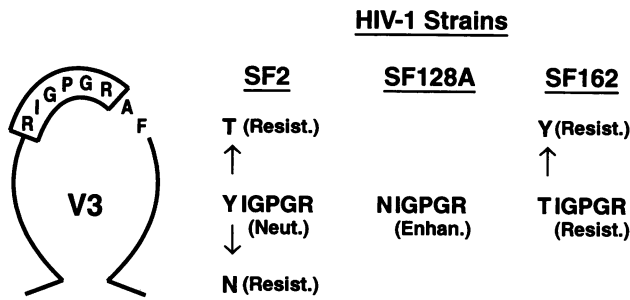 HIV-1 Strains
SF2 SF128A SF162
RIGPGRAF
T (Resist.) Y (Resist.)
V3
YIGPGR NIGPGR TIGPGR
(Neut.) (Enhan.) (Resist.)
N (Resist.)